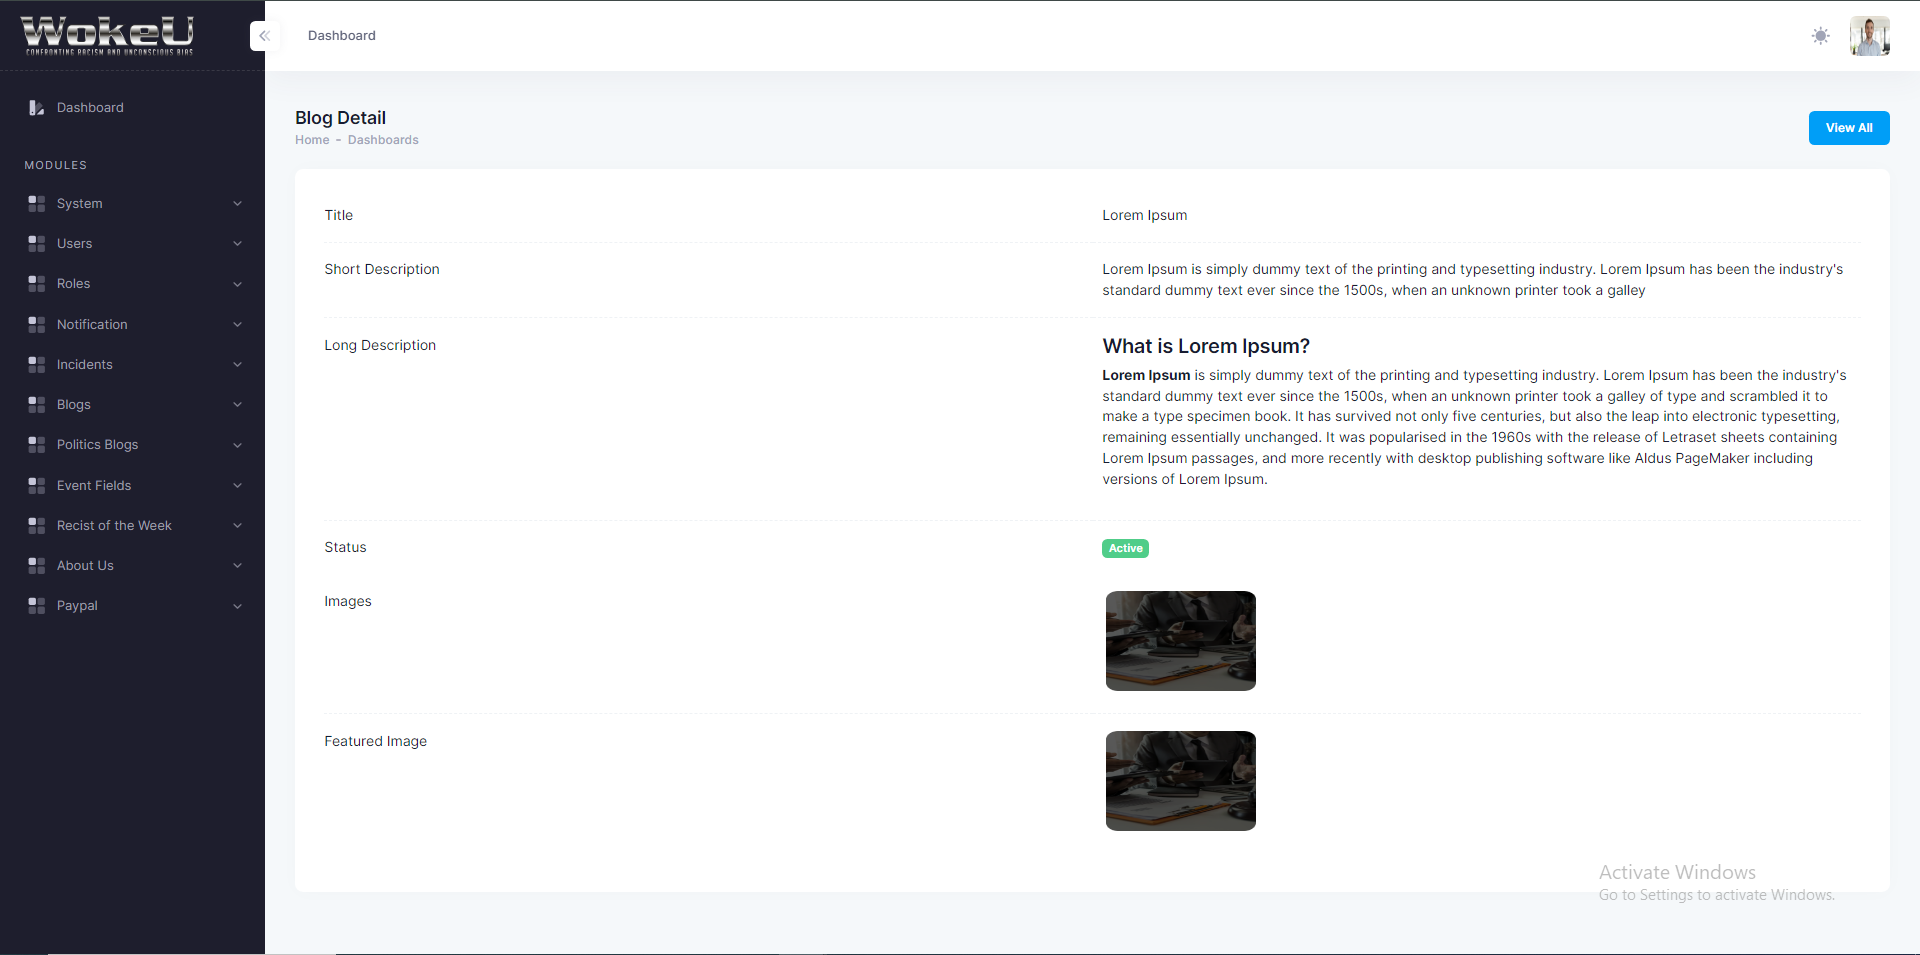 WokeU
CONFRONTING RACISM AND UNCONSCIOUS BIAS
Dashboard
Dashboard
MODULES
System
Users
Roles
Notification
Incidents
Blogs
Politics Blogs
Event Fields
Recist of the Week
About Us
Paypal
Blog Detail
Home - Dashboards
View All
Title
Lorem Ipsum
Short Description
Lorem Ipsum is simply dummy text of the printing and typesetting industry. Lorem Ipsum has been the industry's
standard dummy text ever since the 1500s, when an unknown printer took a galley
Long Description
What is Lorem Ipsum?
Lorem Ipsum is simply dummy text of the printing and typesetting industry. Lorem Ipsum has been the industry's
standard dummy text ever since the 1500s, when an unknown printer took a galley of type and scrambled it to
make a type specimen book. It has survived not only five centuries, but also the leap into electronic typesetting,
remaining essentially unchanged. It was popularised in the 1960s with the release of Letraset sheets containing
Lorem Ipsum passages, and more recently with desktop publishing software like Aldus PageMaker including
versions of Lorem Ipsum.
Status
Active
Images
Featured Image
Activate Windows
Go to Settings to activate Windows.